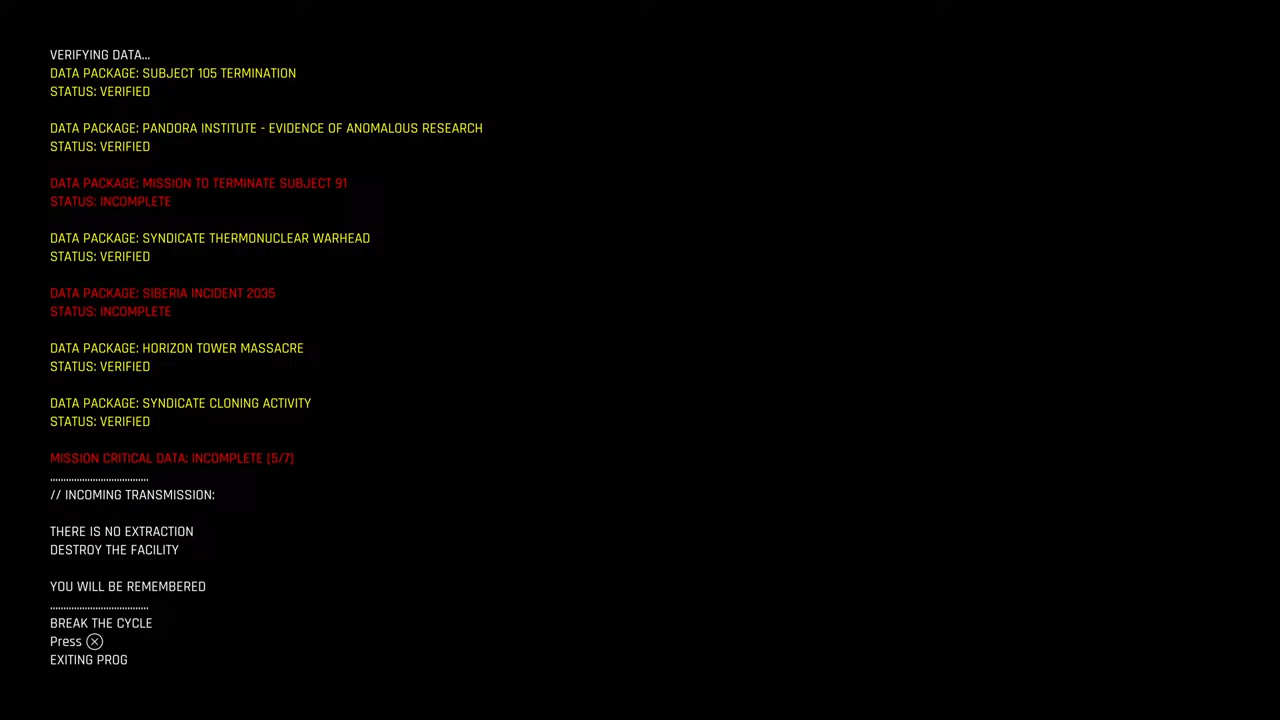 VERIFYING DATA...
DATA PACKAGE: SUBJECT 105 TERMINATION
STATUS: VERIFIED
DATA PACKAGE: PANDORA INSTITUTE - EVIDENCE OF ANOMALOUS RESEARCH
STATUS: VERIFIED
DATA PACKAGE: MISSION TO TERMINATE SUBJECT 91
STATUS: INCOMPLETE
DATA PACKAGE: SYNDICATE THERMONUCLEAR WARHEAD
STATUS: VERIFIED
DATA PACKAGE: SIBERIA INCIDENT 2035
STATUS: INCOMPLETE
DATA PACKAGE: HORIZON TOWER MASSACRE
STATUS: VERIFIED
DATA PACKAGE: SYNDICATE CLONING ACTIVITY
STATUS: VERIFIED
MISSION CRITICAL DATA: INCOMPLETE [5/7]
.....................................
// INCOMING TRANSMISSION:
THERE IS NO EXTRACTION
DESTROY THE FACILITY
YOU WILL BE REMEMBERED
.....................................
BREAK THE CYCLE
Press ⓧ
EXITING PROG